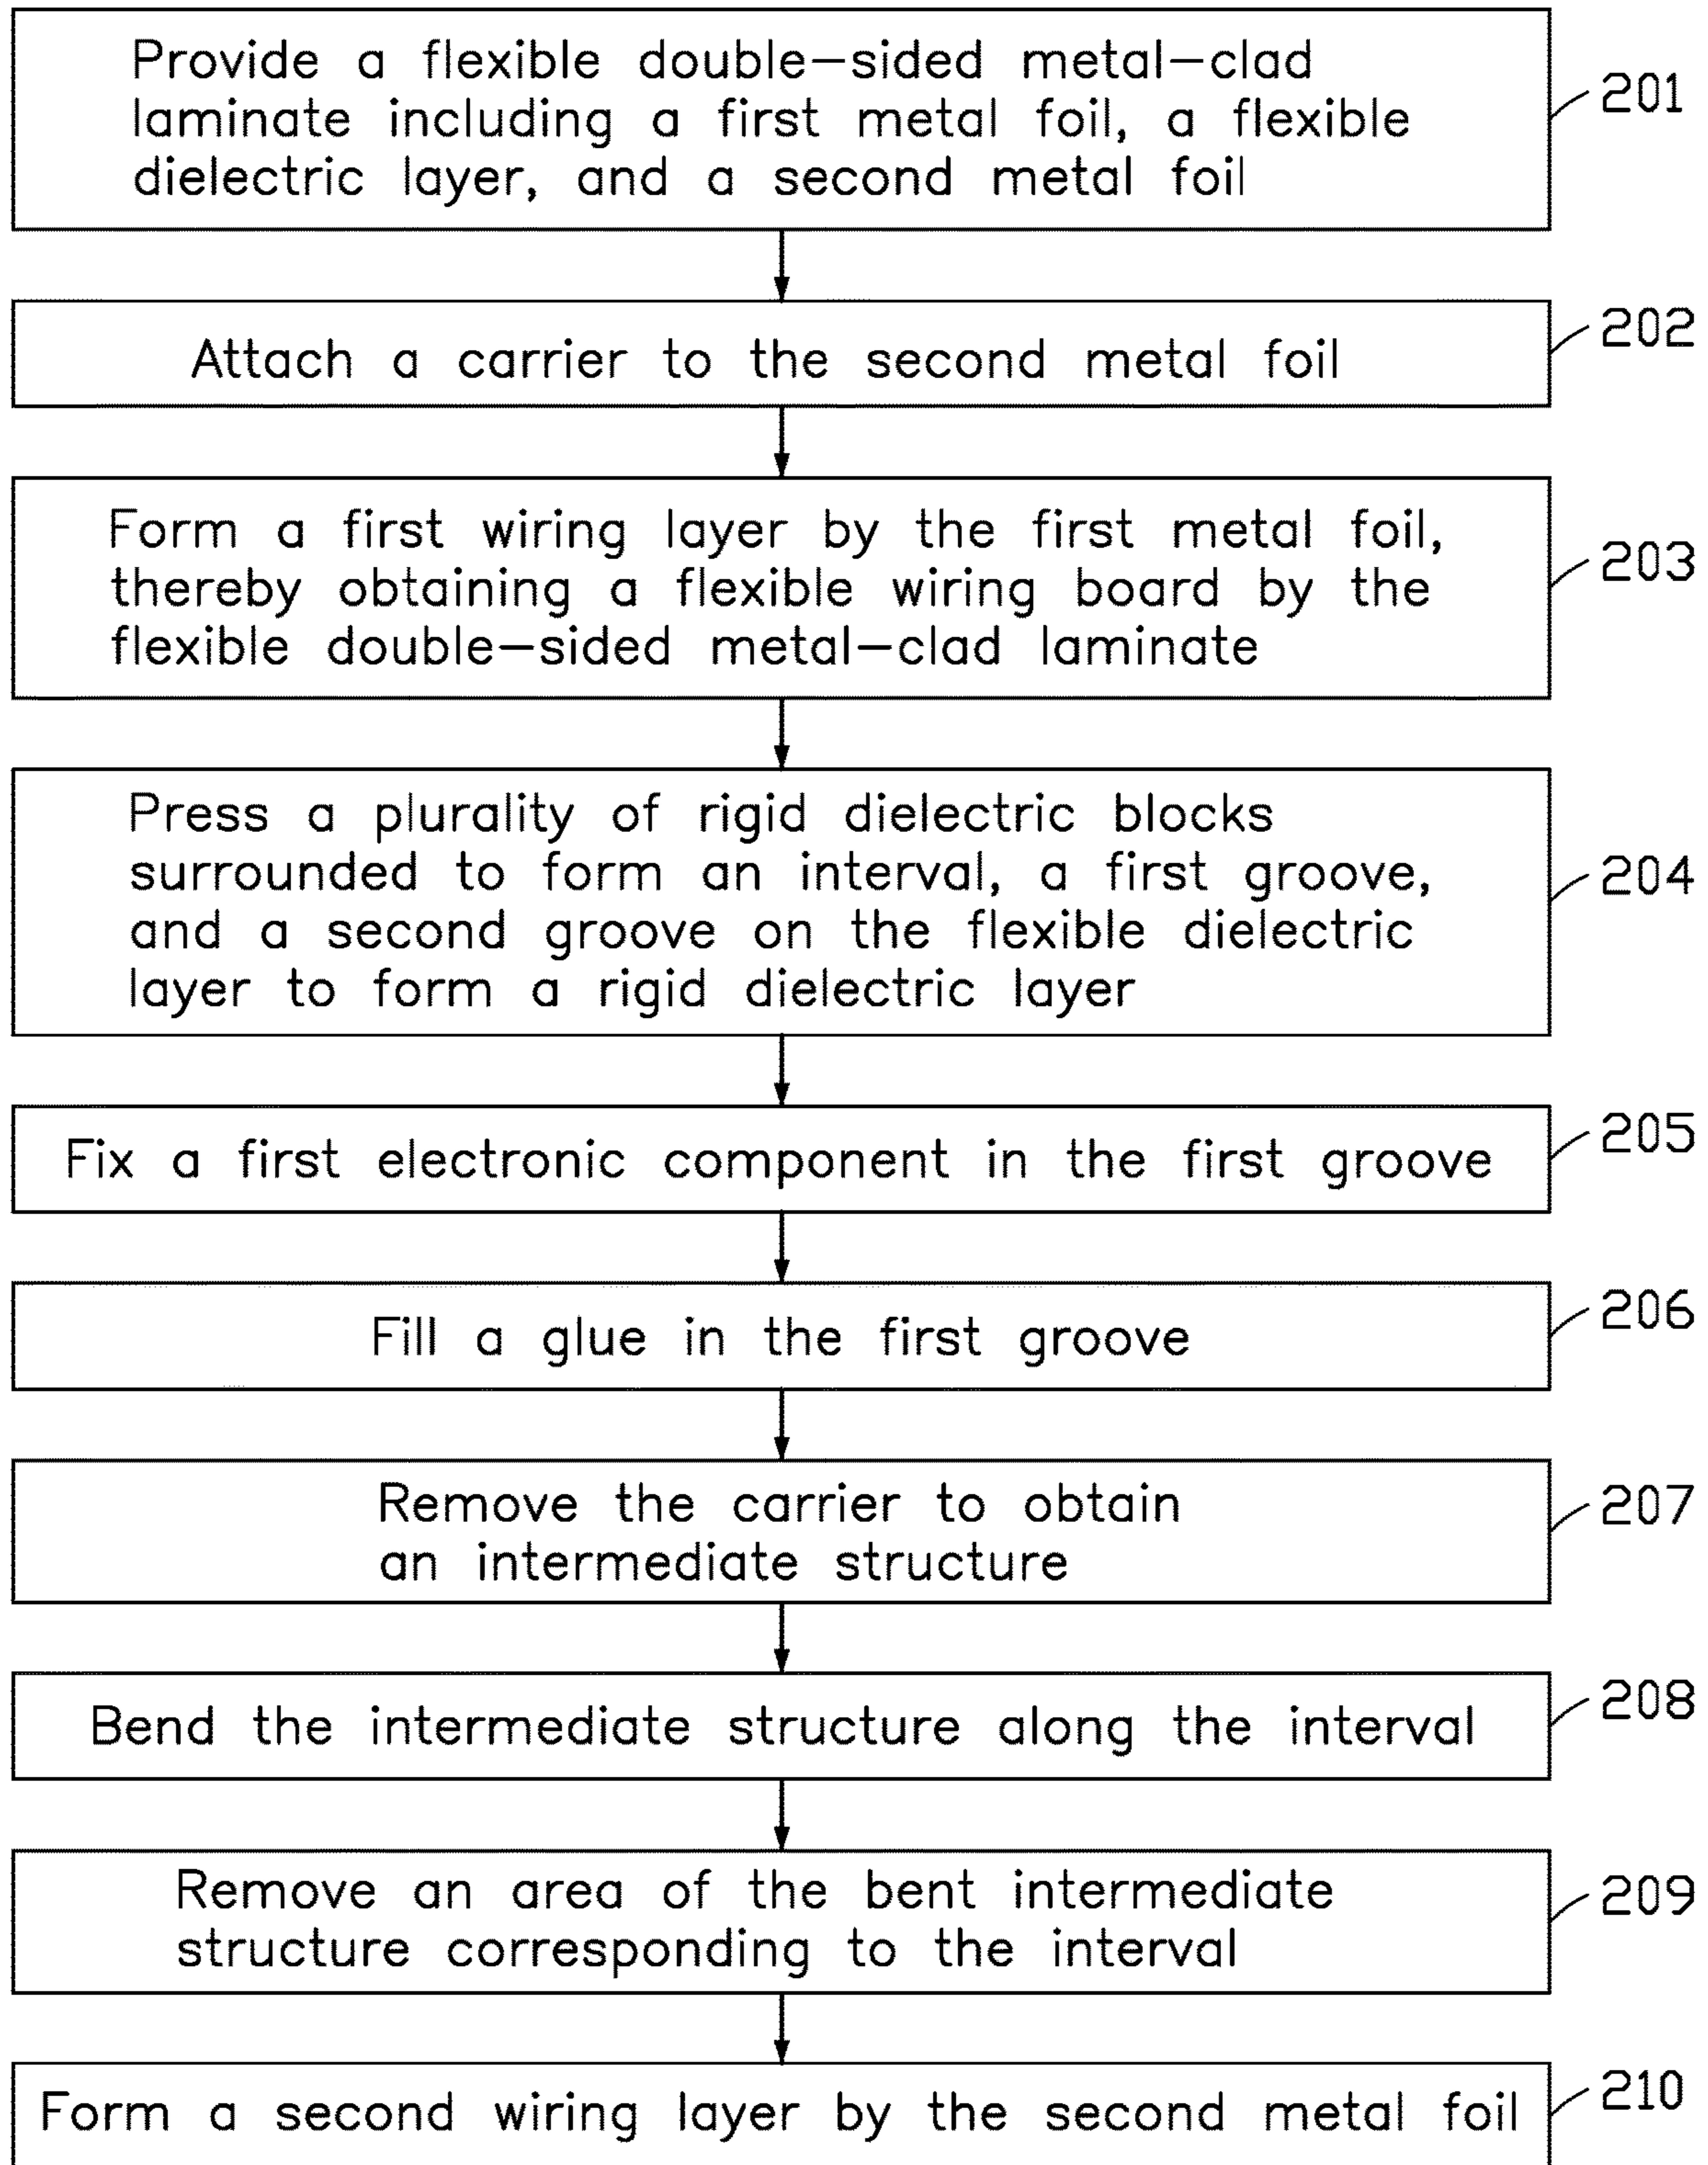 Provide a flexible double-sided metal-clad
laminate including a first metal foil, a flexible
dielectric layer, and a second metal foil
201
Attach a carrier to the second metal foil
202
Form a first wiring layer by the first metal foil,
thereby obtaining a flexible wiring board by the
flexible double-sided metal-clad laminate
203
Press a plurality of rigid dielectric blocks
surrounded to form an interval, a first groove,
and a second groove on the flexible dielectric
layer to form a rigid dielectric layer
204
Fix a first electronic component in the first groove
205
Fill a glue in the first groove
206
Remove the carrier to obtain
an intermediate structure
207
Bend the intermediate structure along the interval
208
Remove an area of the bent intermediate
structure corresponding to the interval
209
Form a second wiring layer by the second metal foil
210